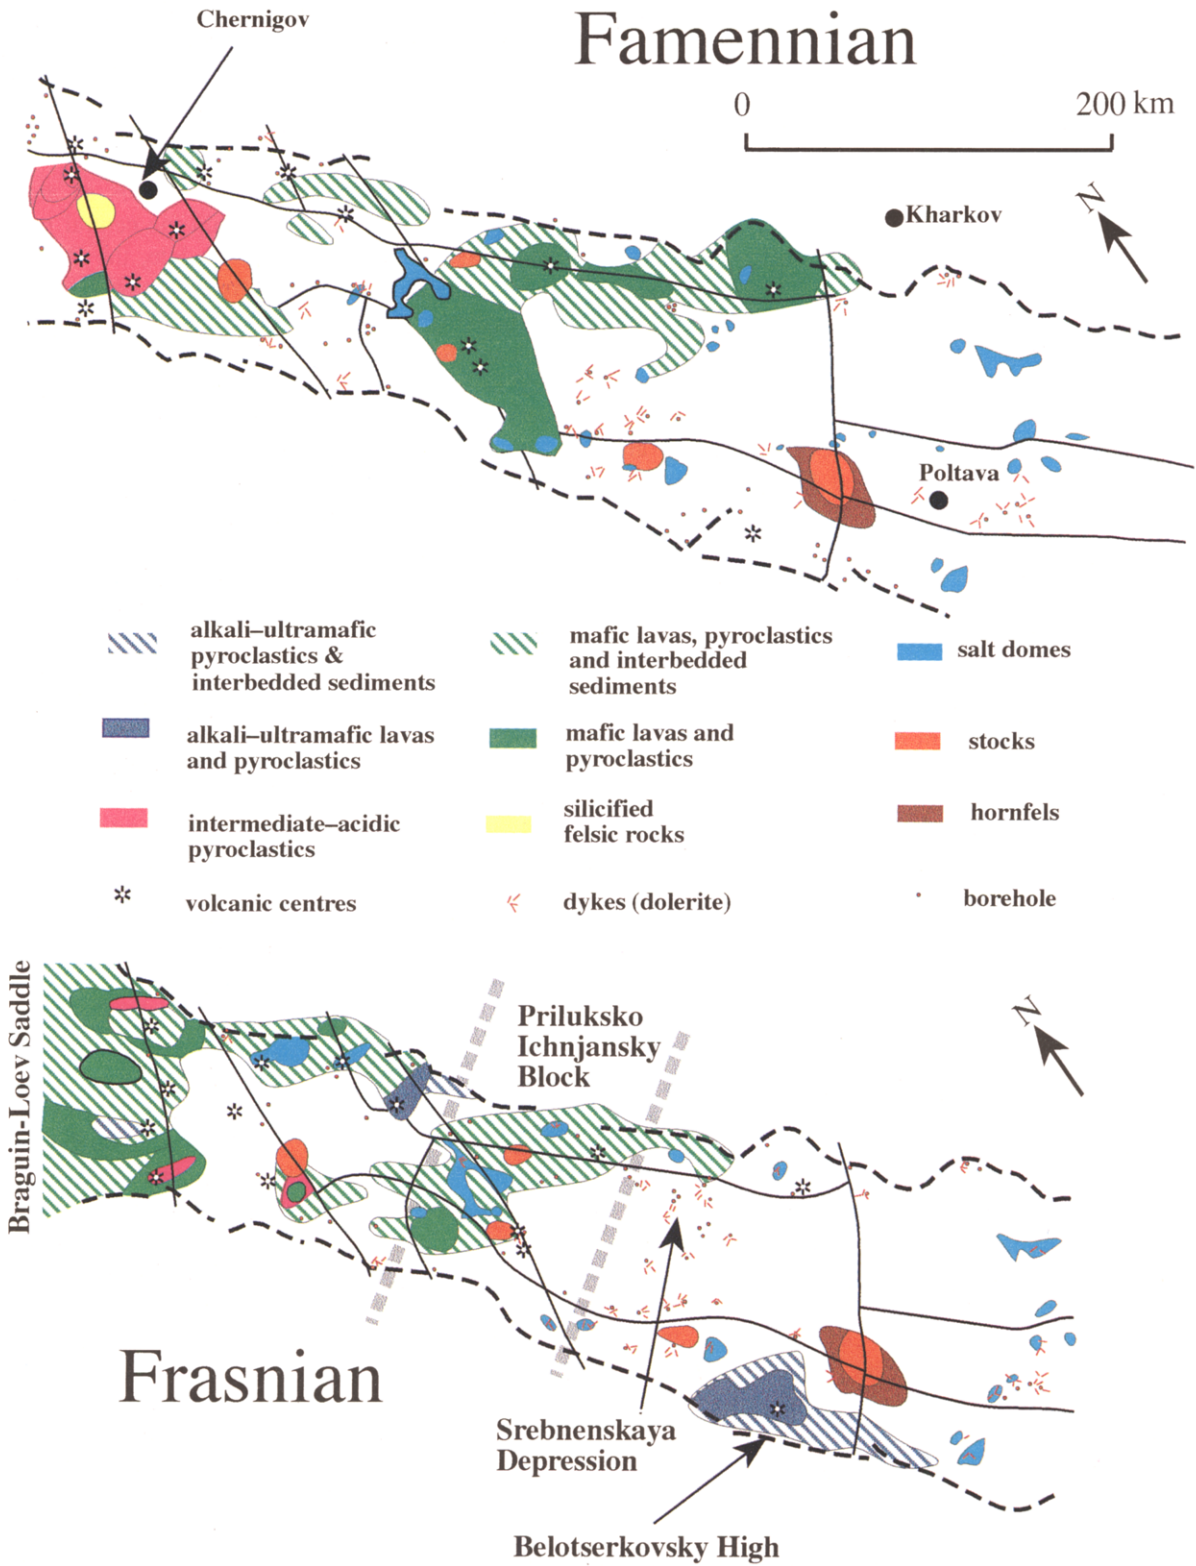 Chernigov
Famennian
0
200 km
N
Kharkov
Poltava
alkali–ultramafic
pyroclastics &
interbedded sediments
mafic lavas, pyroclastics
and interbedded
sediments
salt domes
alkali–ultramafic lavas
and pyroclastics
mafic lavas and
pyroclastics
stocks
intermediate–acidic
pyroclastics
silicified
felsic rocks
hornfels
volcanic centres
dykes (dolerite)
borehole
Braguin-Loev Saddle
Priluksko
Ichnjansky
Block
N
Frasnian
Srebnenskaya
Depression
Belotserkovsky High